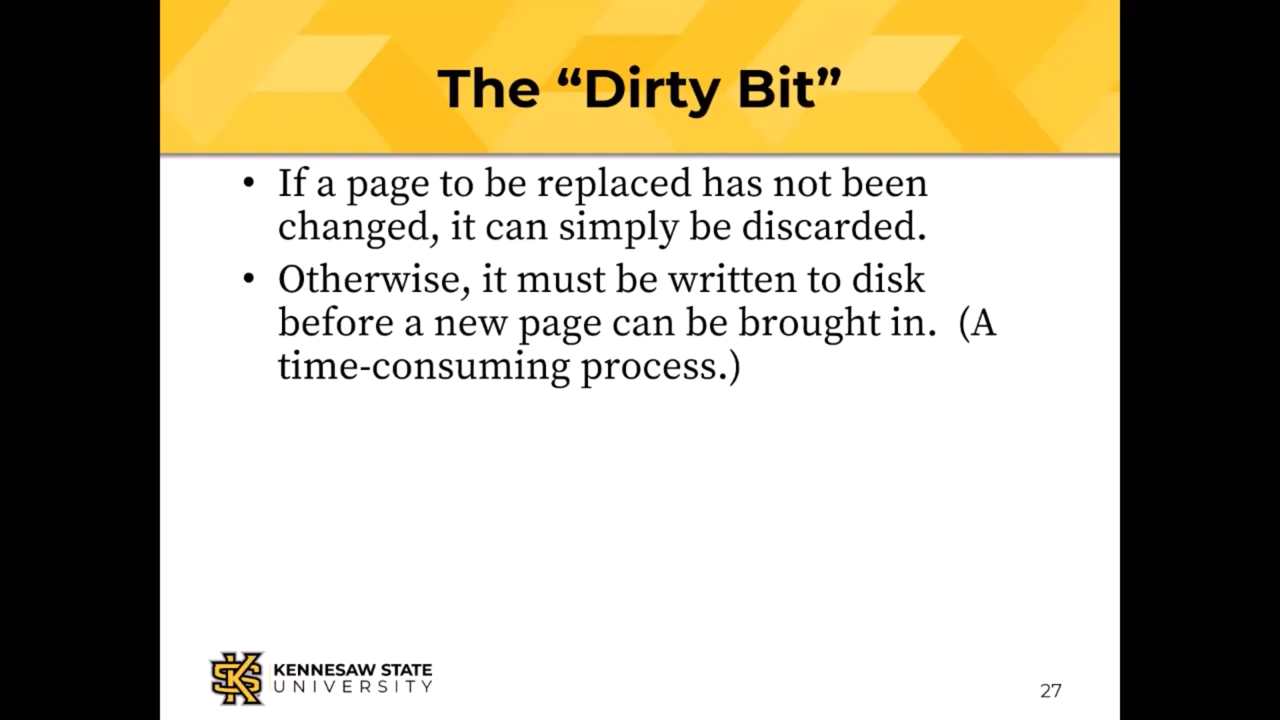 The “Dirty Bit”
• If a page to be replaced has not been
changed, it can simply be discarded.
• Otherwise, it must be written to disk
before a new page can be brought in.  (A
time-consuming process.)
KENNESAW STATE
UNIVERSITY
27